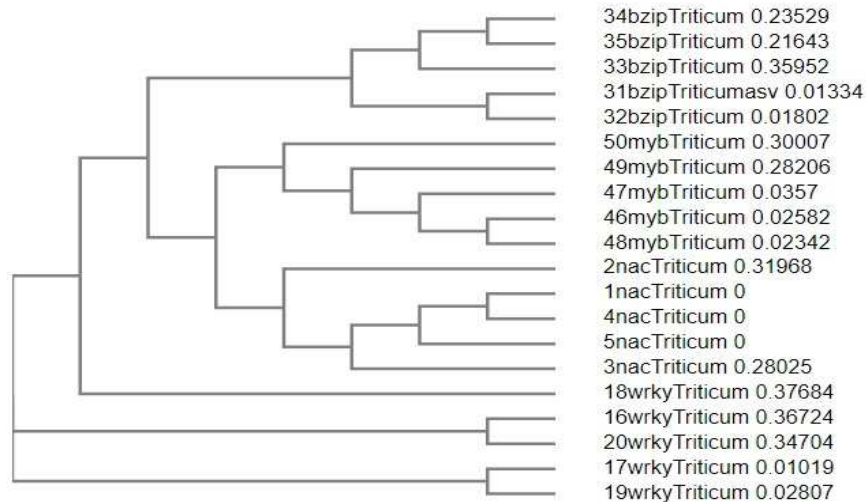 34bzipTriticum 0.23529
35bzipTriticum 0.21643
33bzipTriticum 0.35952
31bzipTriticumasv 0.01334
32bzipTriticum 0.01802
50mybTriticum 0.30007
49mybTriticum 0.28206
47mybTriticum 0.0357
46mybTriticum 0.02582
48mybTriticum 0.02342
2nacTriticum 0.31968
1nacTriticum 0
4nacTriticum 0
5nacTriticum 0
3nacTriticum 0.28025
18wrkyTriticum 0.37684
16wrkyTriticum 0.36724
20wrkyTriticum 0.34704
17wrkyTriticum 0.01019
19wrkyTriticum 0.02807